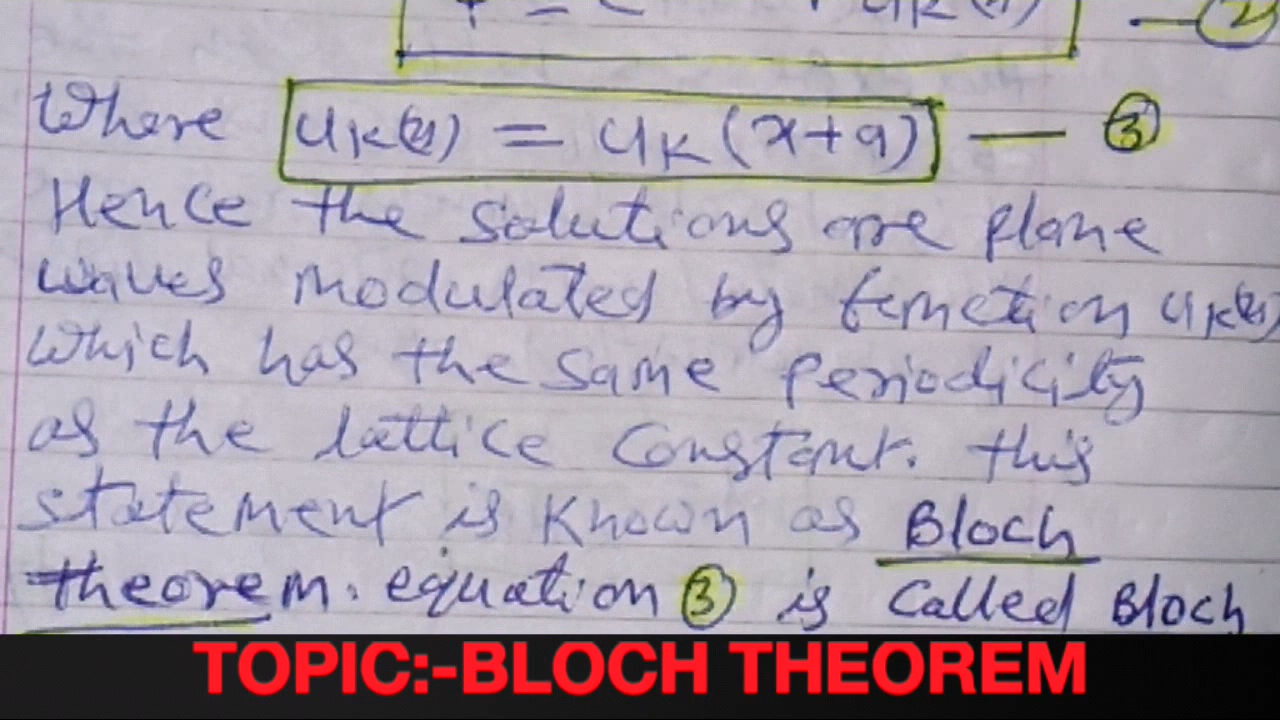 — 2
Where uk(x) = uk (x+a) — 3
Hence the solutions are plane
waves modulated by function uk(x)
which has the same periodicity
as the lattice constant. this
statement is known as Bloch
theorem. equation 3 is called Bloch
TOPIC:-BLOCH THEOREM